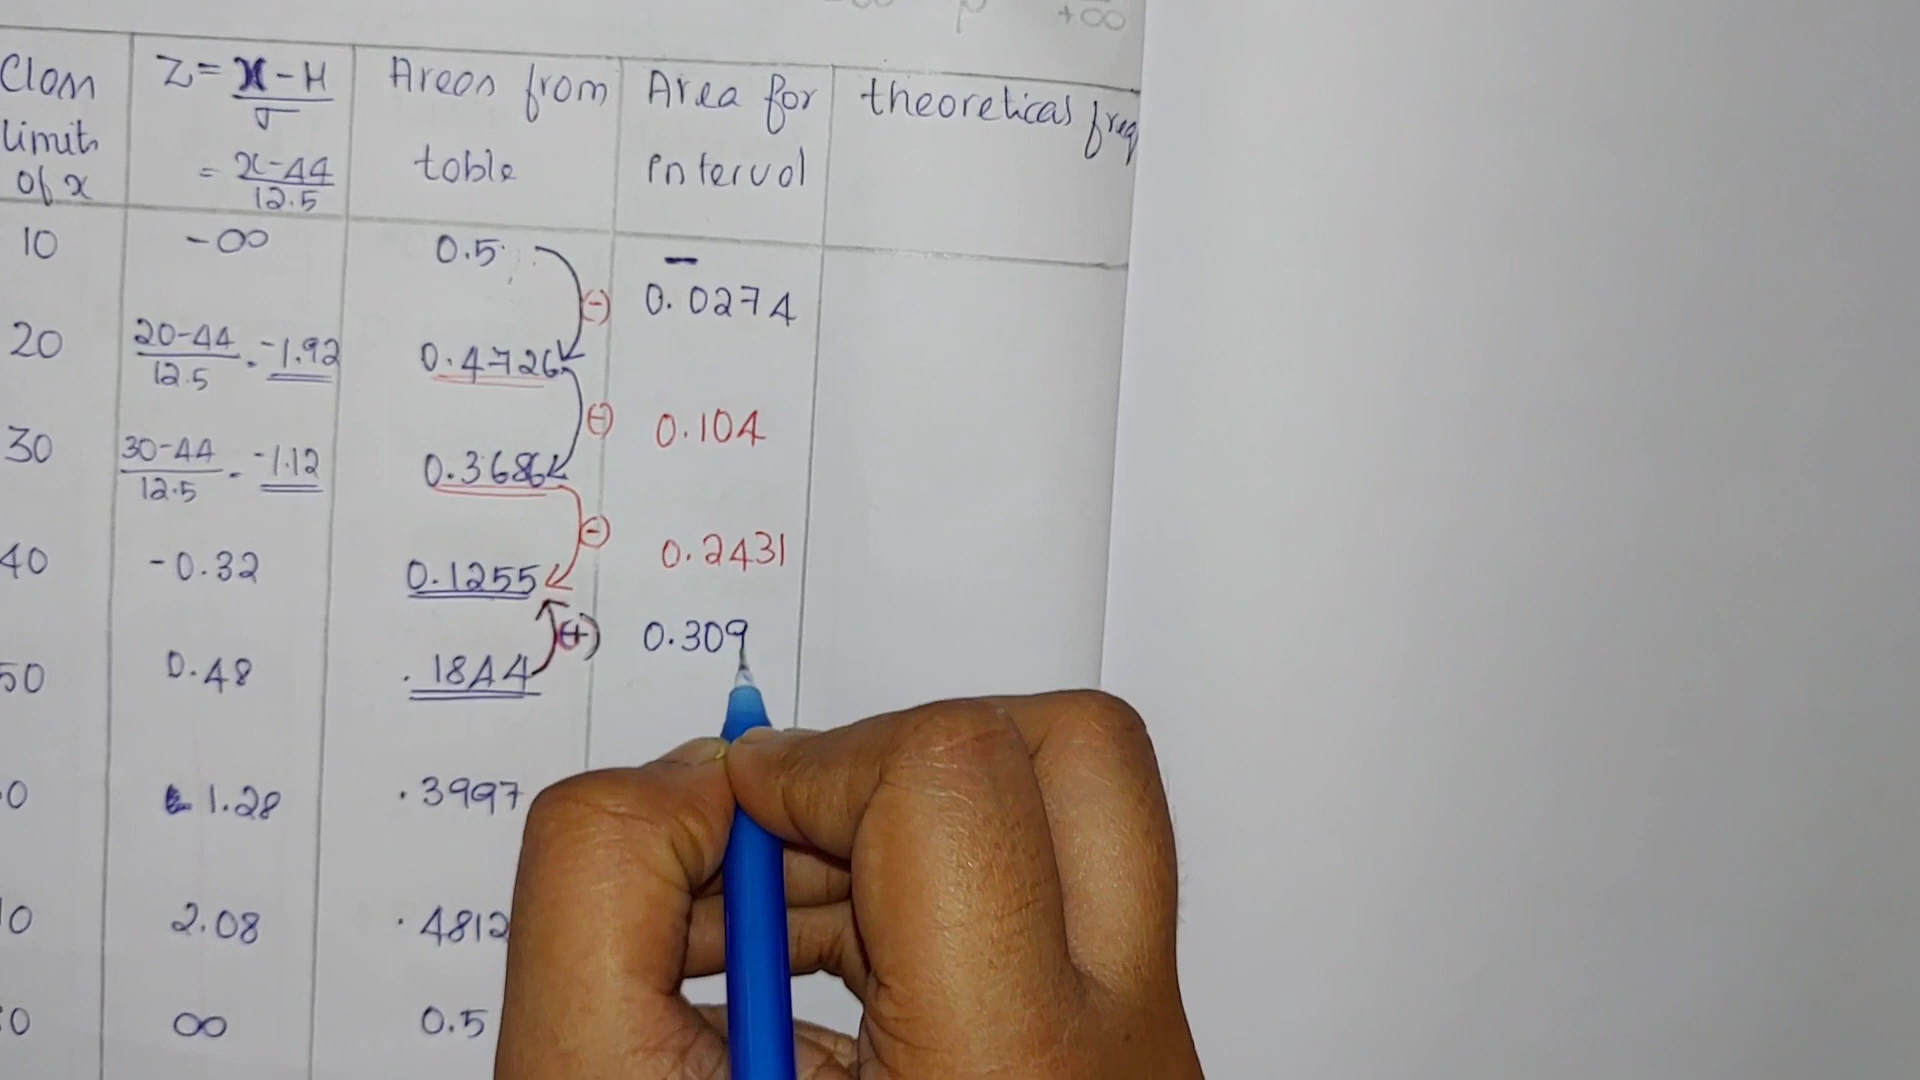 +∞
Class limits of x | Z = x - μ / σ = x-44 / 12.5 | Areas from table | Area for interval | theoretical freq
10 | -∞ | 0.5
(-) 0.0274
20 | 20-44 / 12.5 = -1.92 | 0.4726
(-) 0.104
30 | 30-44 / 12.5 = -1.12 | 0.3686
(-) 0.2431
40 | -0.32 | 0.1255
(+) 0.309
50 | 0.48 | .1844
0 | 1.28 | .3997
0 | 2.08 | .4812
0 | ∞ | 0.5